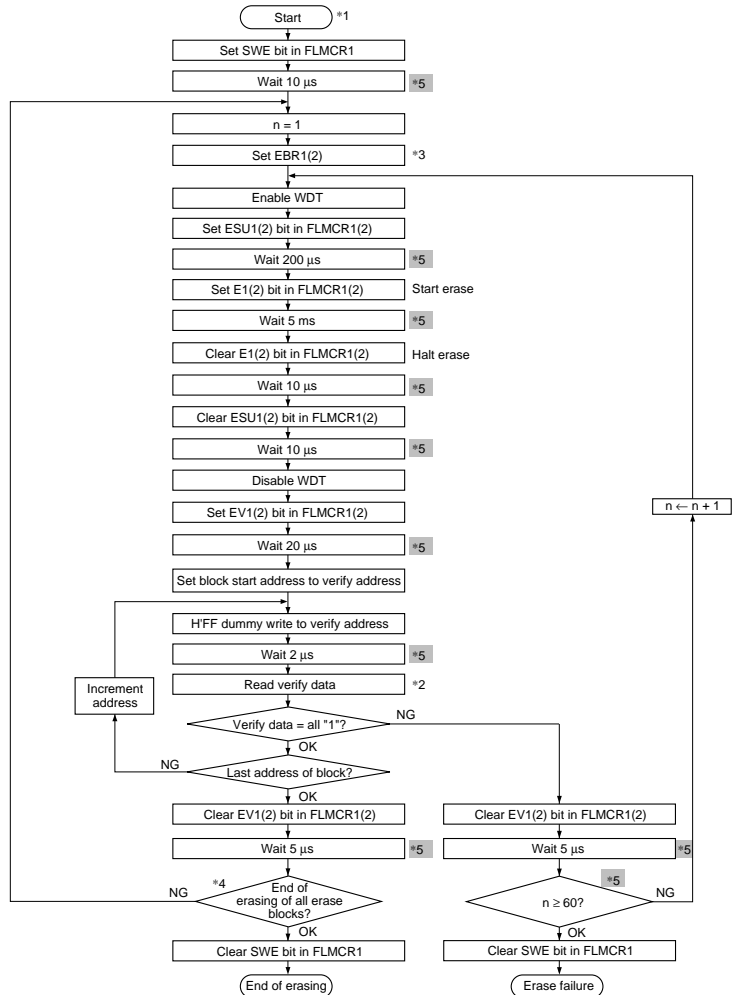 Start *1
Set SWE bit in FLMCR1
Wait 10 µs *5
n = 1
Set EBR1(2) *3
Enable WDT
Set ESU1(2) bit in FLMCR1(2)
Wait 200 µs *5
Set E1(2) bit in FLMCR1(2) Start erase
Wait 5 ms *5
Clear E1(2) bit in FLMCR1(2) Halt erase
Wait 10 µs *5
Clear ESU1(2) bit in FLMCR1(2)
Wait 10 µs *5
Disable WDT
Set EV1(2) bit in FLMCR1(2)
n ← n + 1
Wait 20 µs *5
Set block start address to verify address
H'FF dummy write to verify address
Wait 2 µs *5
Read verify data *2
Increment
address
Verify data = all "1"?
NG
OK
Last address of block?
NG
OK
Clear EV1(2) bit in FLMCR1(2)
Clear EV1(2) bit in FLMCR1(2)
Wait 5 µs *5
Wait 5 µs *5
*4
NG
End of
erasing of all erase
blocks?
*5
n ≥ 60?
NG
OK
OK
Clear SWE bit in FLMCR1
Clear SWE bit in FLMCR1
End of erasing
Erase failure